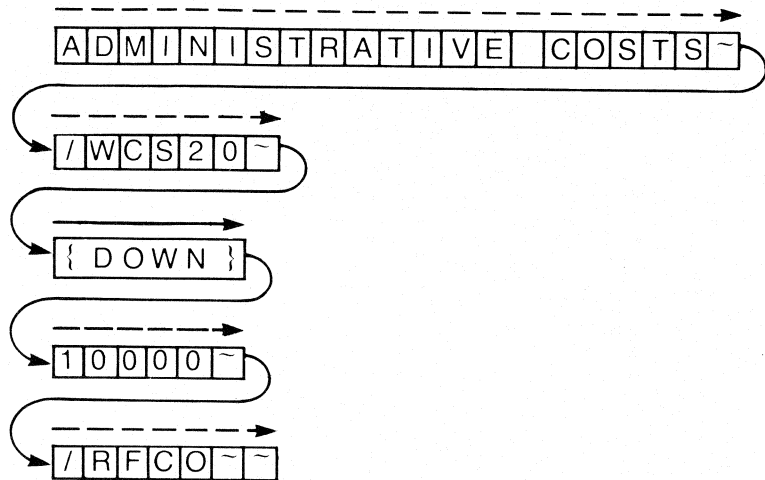 ADMINISTRATIVE COSTS~
/WCS20~
{ DOWN }
10000~
/RFCO~~